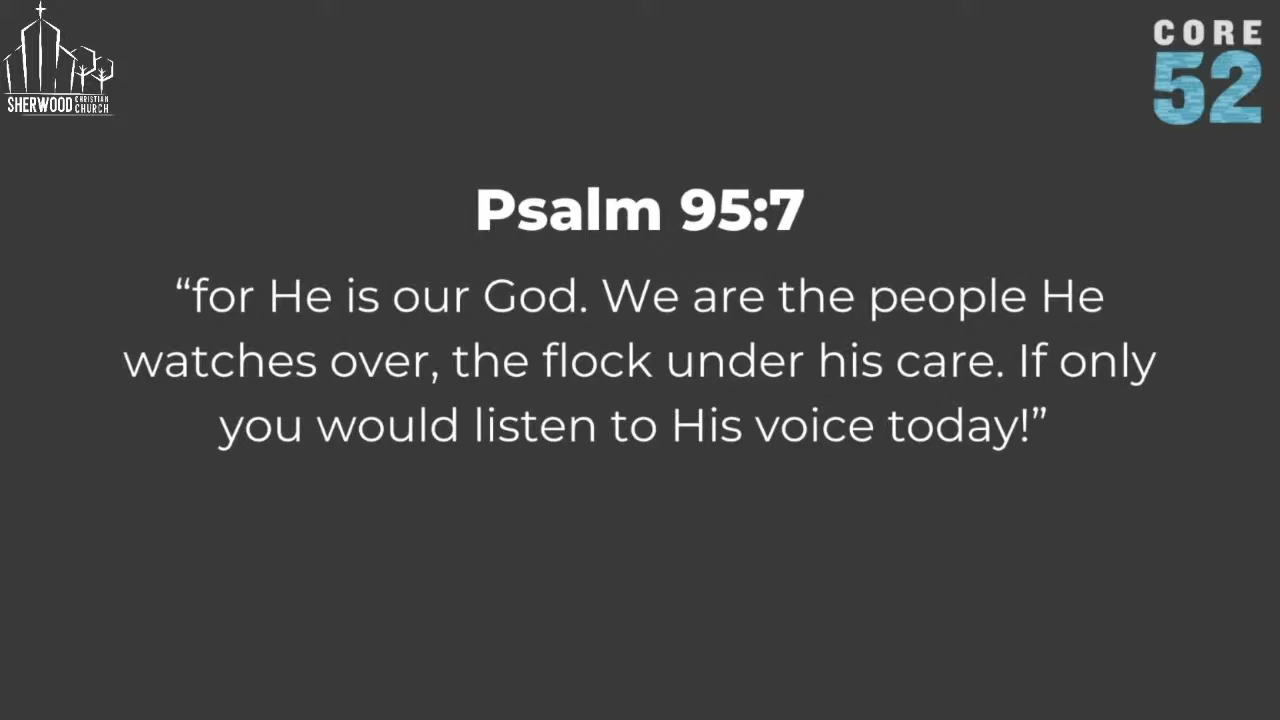 SHERWOOD CHRISTIAN CHURCH
CORE
52
Psalm 95:7
“for He is our God. We are the people He
watches over, the flock under his care. If only
you would listen to His voice today!”